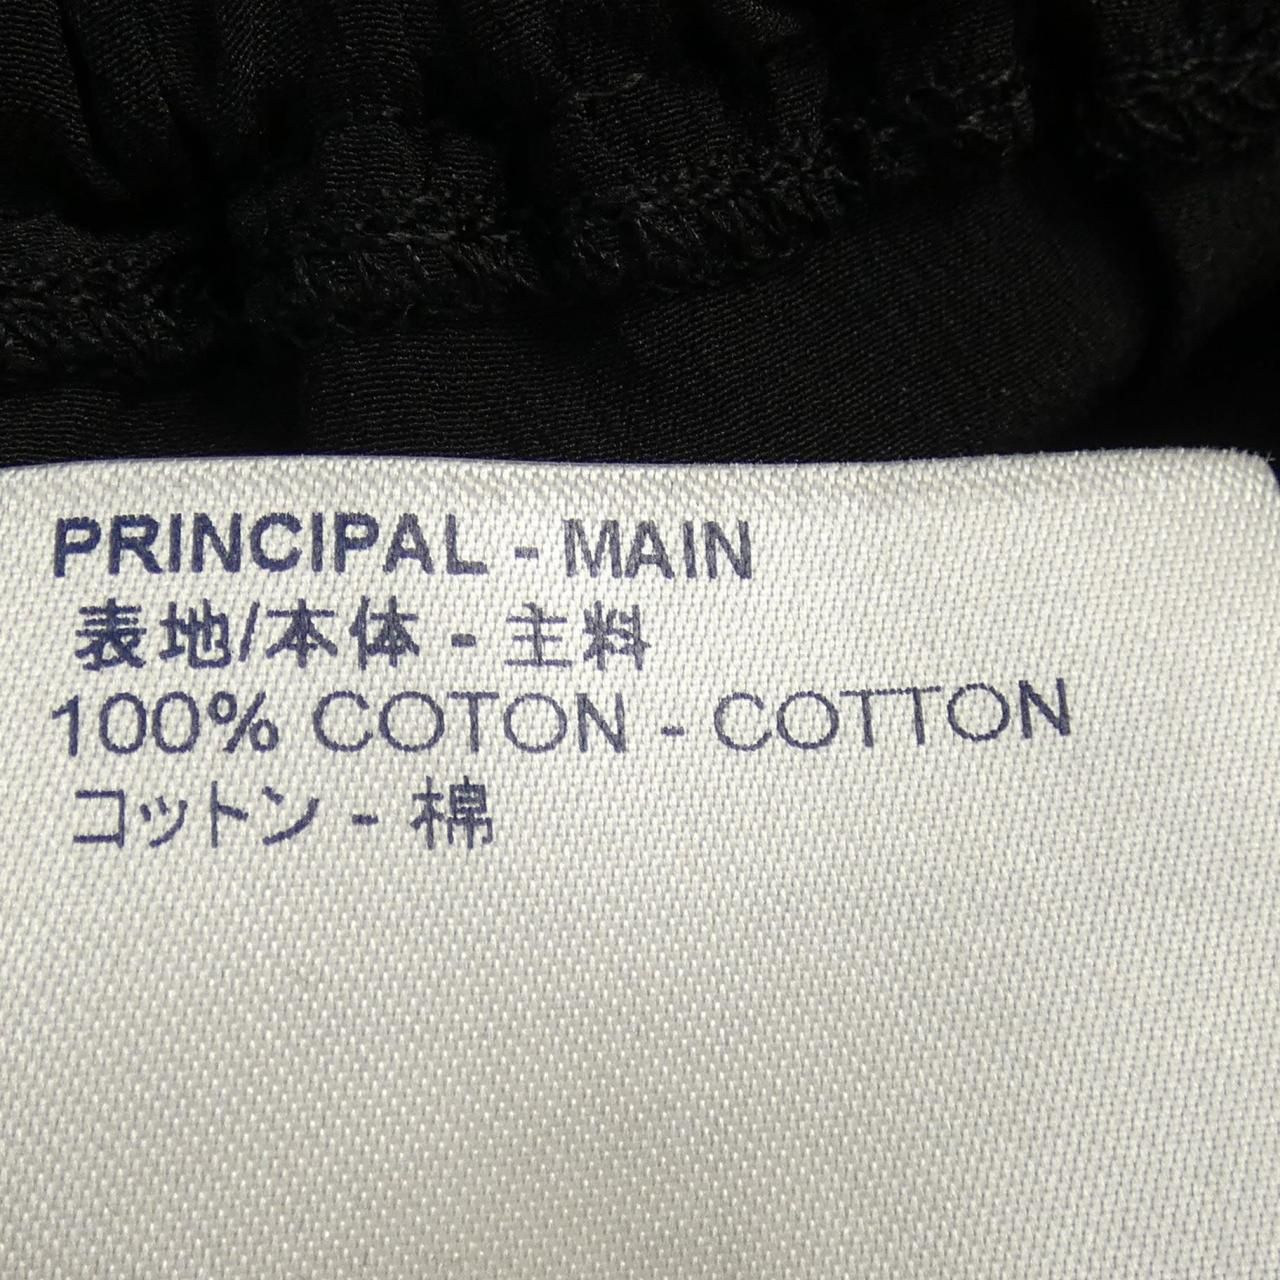 PRINCIPAL - MAIN
表地/本体 - 主料
100% COTON - COTTON
コットン - 棉